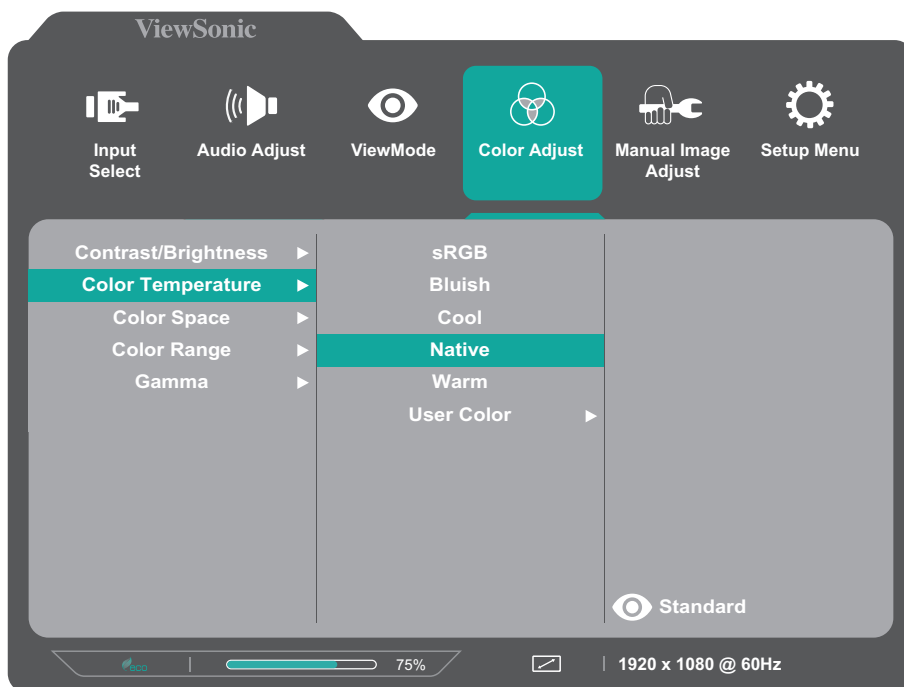 ViewSonic
Input
Select
Audio Adjust
ViewMode
Color Adjust
Manual Image
Adjust
Setup Menu
Contrast/Brightness
Color Temperature
Color Space
Color Range
Gamma
sRGB
Bluish
Cool
Native
Warm
User Color
Standard
eco
75%
1920 x 1080 @ 60Hz